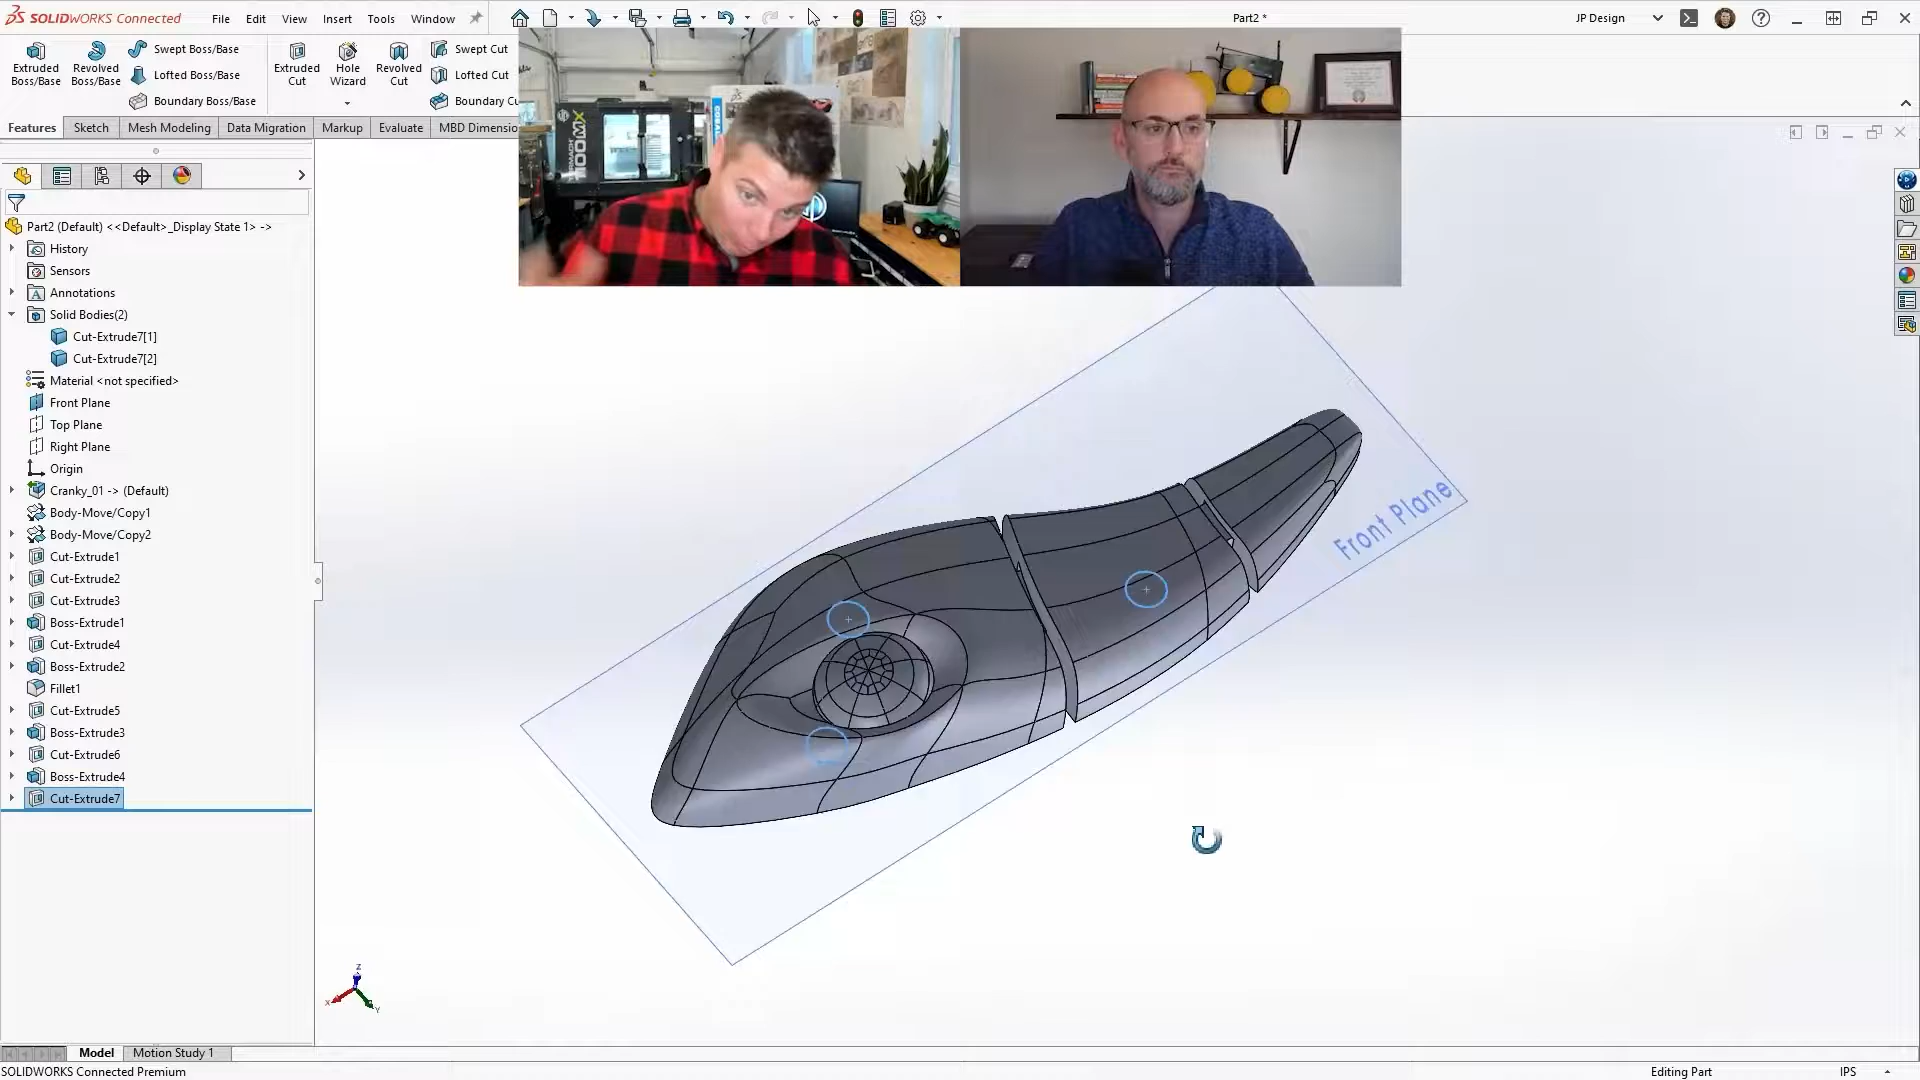 SOLIDWORKS Connected
File Edit View Insert Tools Window
Part2 *
JP Design
Extruded Boss/Base
Revolved Boss/Base
Swept Boss/Base
Lofted Boss/Base
Boundary Boss/Base
Extruded Cut
Hole Wizard
Revolved Cut
Swept Cut
Lofted Cut
Boundary Cu
Features Sketch Mesh Modeling Data Migration Markup Evaluate MBD Dimensio
1100MX
Part2 (Default) <<Default>_Display State 1> ->
History
Sensors
Annotations
Solid Bodies(2)
Cut-Extrude7[1]
Cut-Extrude7[2]
Material <not specified>
Front Plane
Top Plane
Right Plane
Origin
Cranky_01 -> (Default)
Body-Move/Copy1
Body-Move/Copy2
Cut-Extrude1
Cut-Extrude2
Cut-Extrude3
Boss-Extrude1
Cut-Extrude4
Boss-Extrude2
Fillet1
Cut-Extrude5
Boss-Extrude3
Cut-Extrude6
Boss-Extrude4
Cut-Extrude7
Front Plane
Z
X
Y
Model Motion Study 1
SOLIDWORKS Connected Premium
Editing Part
IPS